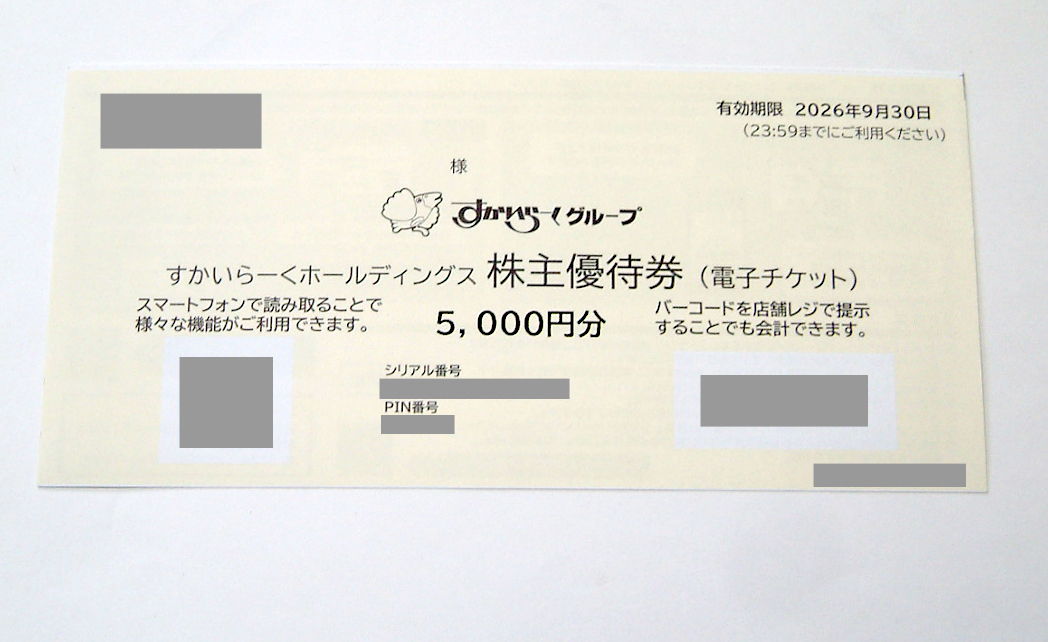 有効期限 2026年9月30日
(23:59までにご利用ください)
様
すかいらーくグループ
すかいらーくホールディングス 株主優待券(電子チケット)
スマートフォンで読み取ることで
様々な機能がご利用できます。
5,000円分
バーコードを店舗レジで提示
することでも会計できます。
シリアル番号
PIN番号